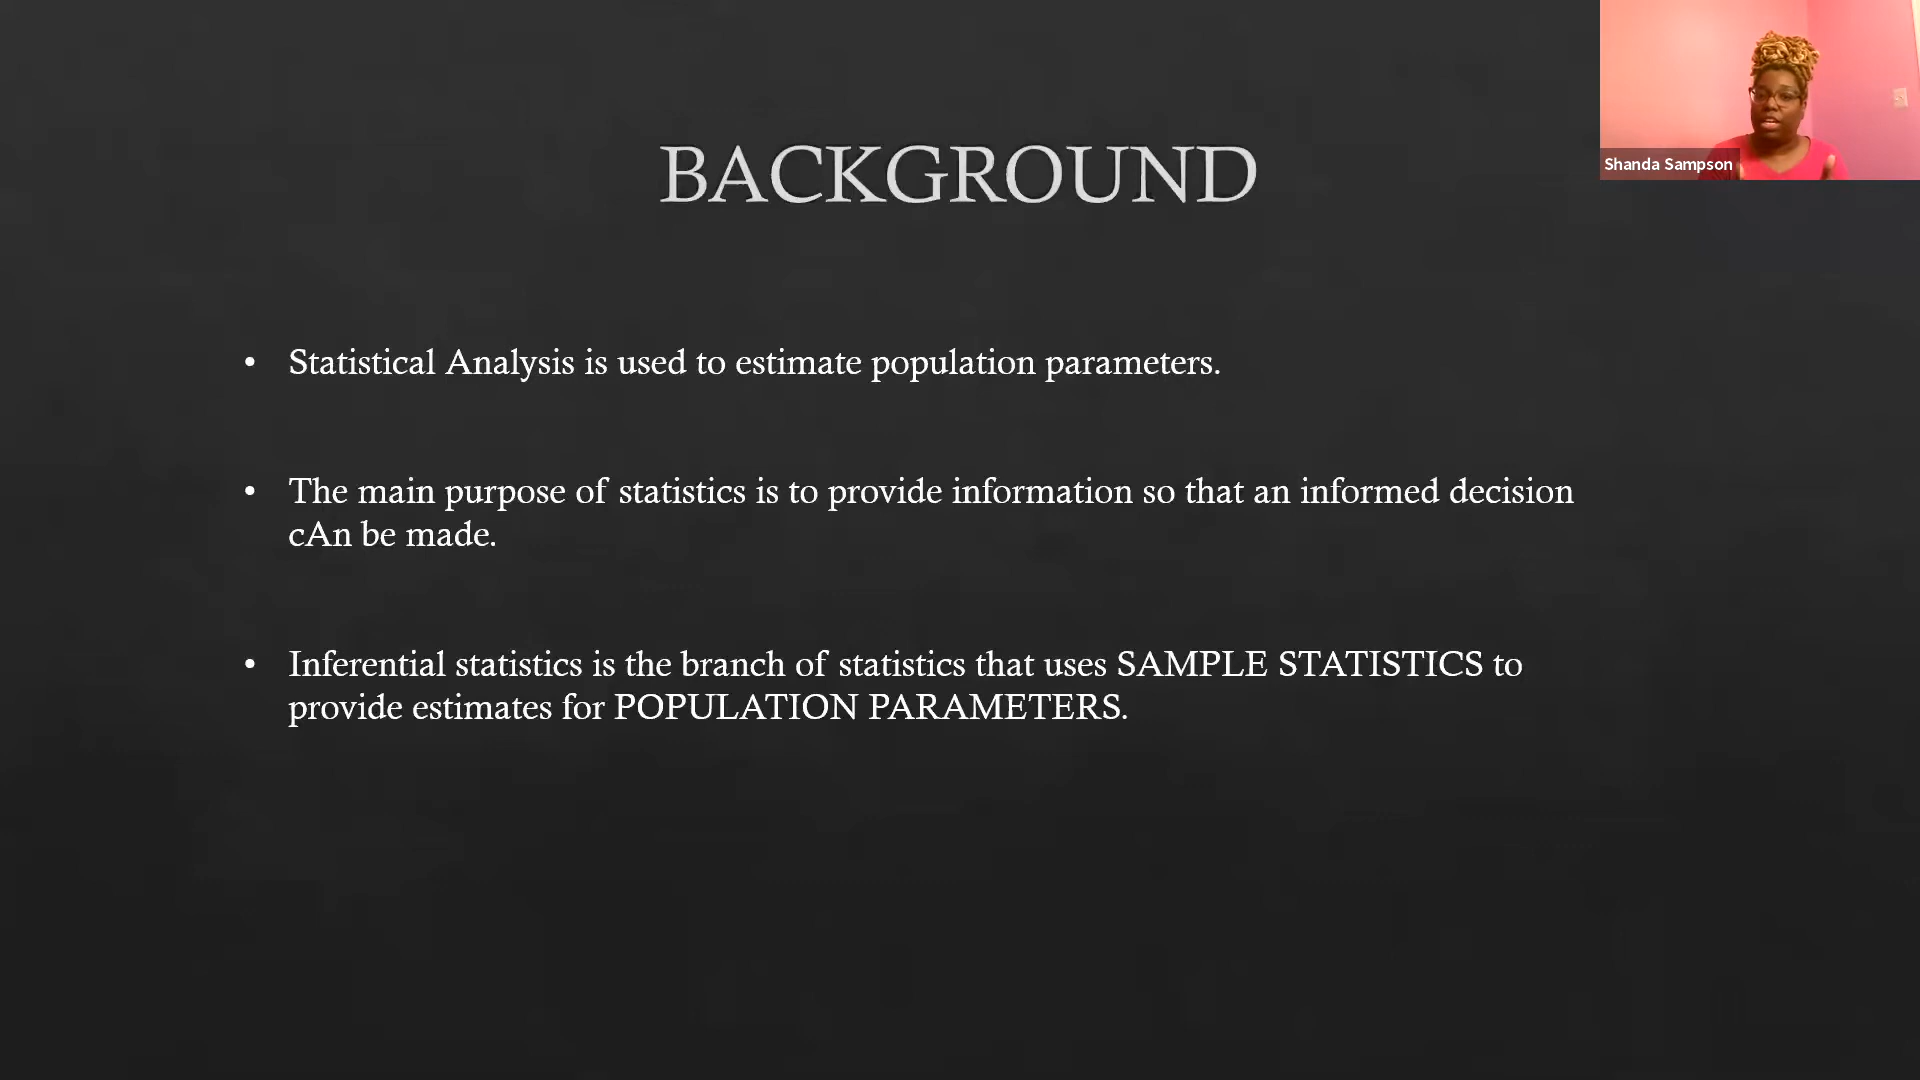 Shanda Sampson
BACKGROUND
• Statistical Analysis is used to estimate population parameters.
• The main purpose of statistics is to provide information so that an informed decision
cAn be made.
• Inferential statistics is the branch of statistics that uses SAMPLE STATISTICS to
provide estimates for POPULATION PARAMETERS.